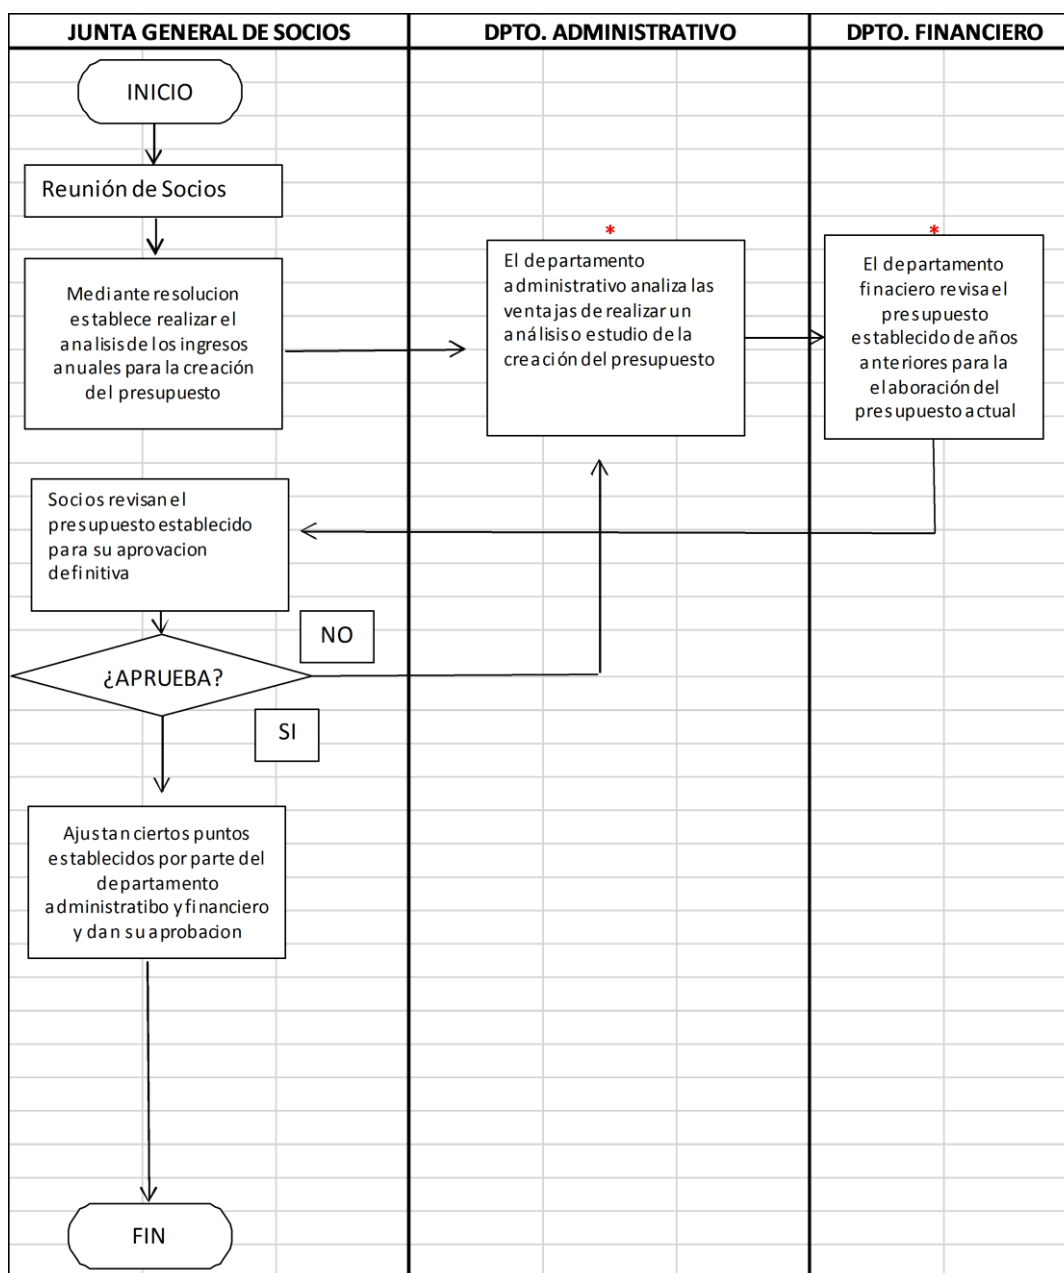 JUNTA GENERAL DE SOCIOS
DPTO. ADMINISTRATIVO
DPTO. FINANCIERO
INICIO
Reunión de Socios
Mediante resolucion
establece realizar el
analisis de los ingresos
anuales para la creación
del presupuesto
*
El departamento
administrativo analiza las
ventajas de realizar un
análisis o estudio de la
creación del presupuesto
*
El departamento
finaciero revisa el
presupuesto
establecido de años
anteriores para la
elaboración del
presupuesto actual
Socios revisan el
presupuesto establecido
para su aprovacion
definitiva
NO
¿APRUEBA?
SI
Ajustan ciertos puntos
establecidos por parte del
departamento
administratibo y financiero
y dan su aprobacion
FIN